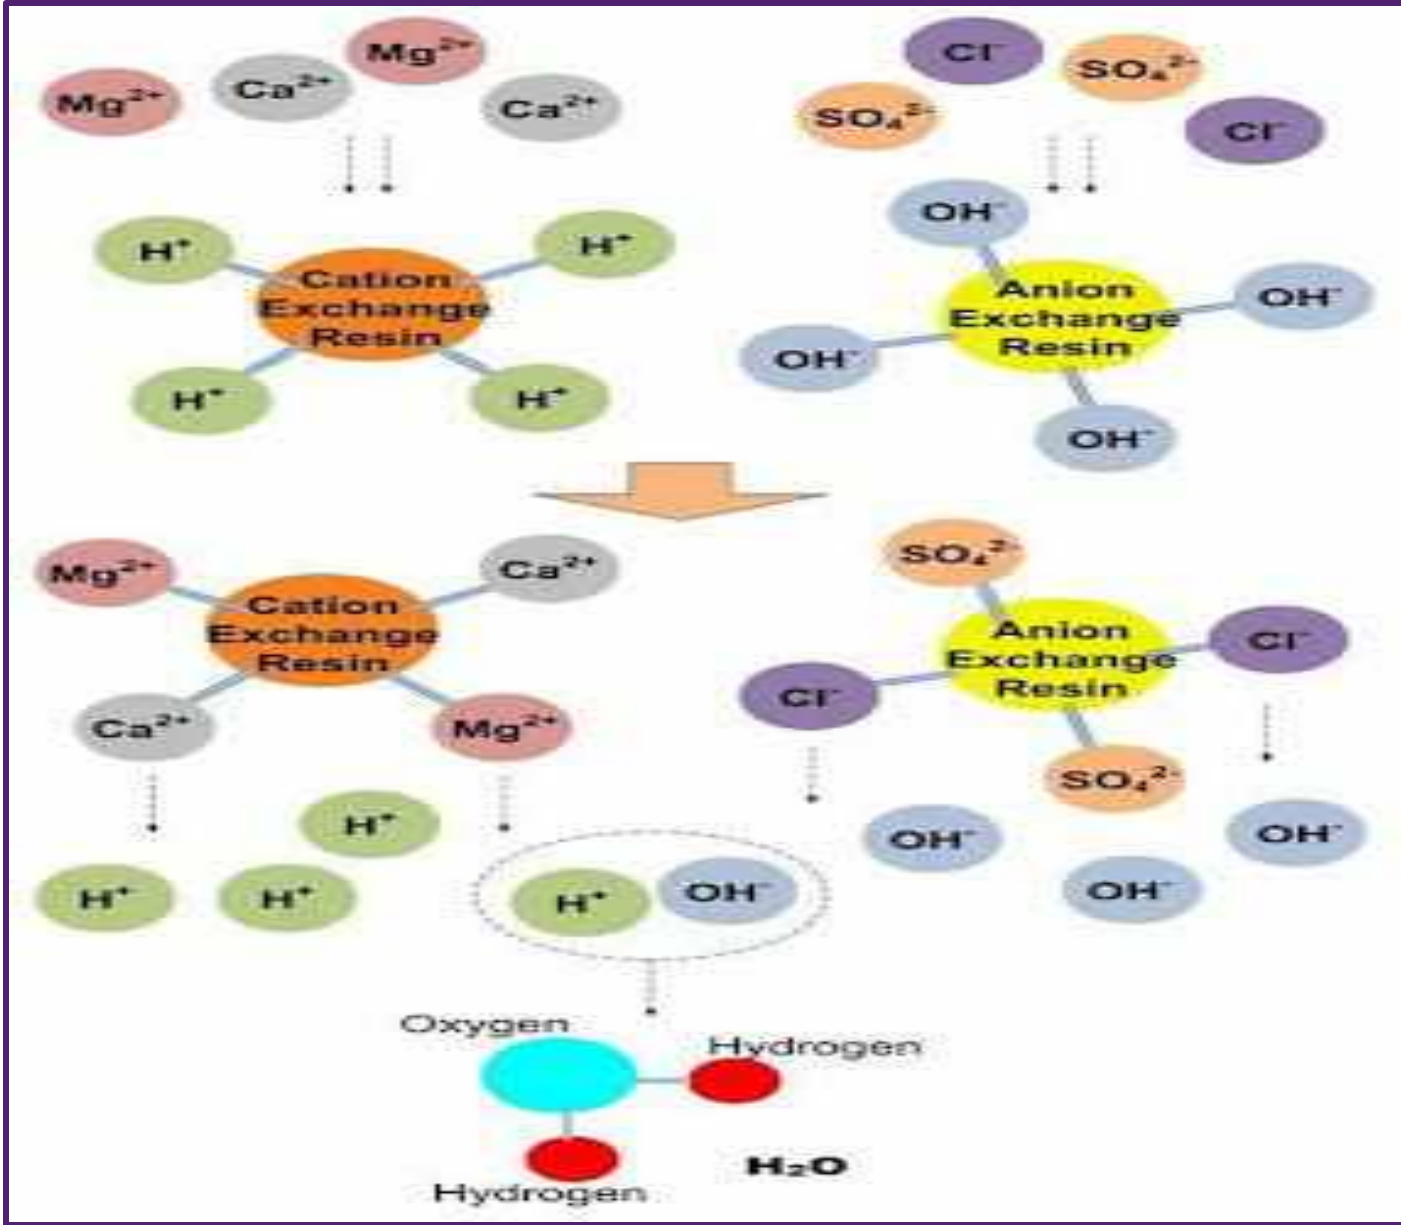 Mg²⁺
Ca²⁺
Mg²⁺
Ca²⁺
Cl⁻
SO₄²⁻
SO₄²⁻
Cl⁻
H⁺
H⁺
Cation
Exchange
Resin
H⁺
H⁺
OH⁻
Anion
Exchange
Resin
OH⁻
OH⁻
OH⁻
Mg²⁺
Ca²⁺
Cation
Exchange
Resin
Ca²⁺
Mg²⁺
SO₄²⁻
Anion
Exchange
Resin
Cl⁻
Cl⁻
SO₄²⁻
H⁺
H⁺
H⁺
H⁺
OH⁻
OH⁻
OH⁻
OH⁻
Oxygen
Hydrogen
Hydrogen
H₂O